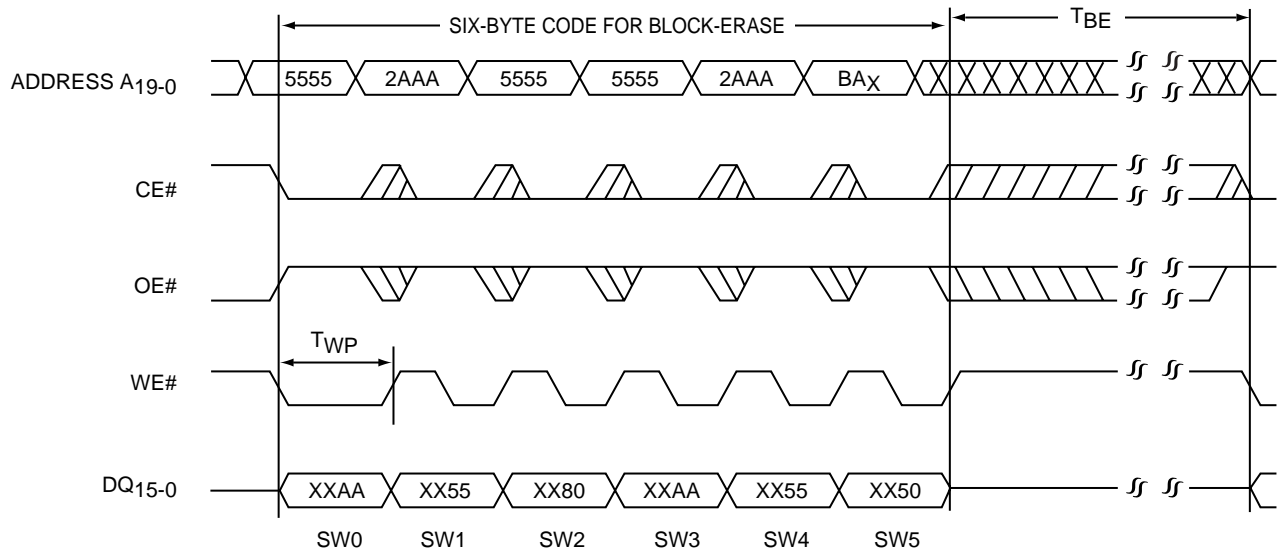 SIX-BYTE CODE FOR BLOCK-ERASE
TBE
ADDRESS A19-0
5555 2AAA 5555 5555 2AAA BAX
CE#
OE#
TWP
WE#
DQ15-0
XXAA XX55 XX80 XXAA XX55 XX50
SW0 SW1 SW2 SW3 SW4 SW5